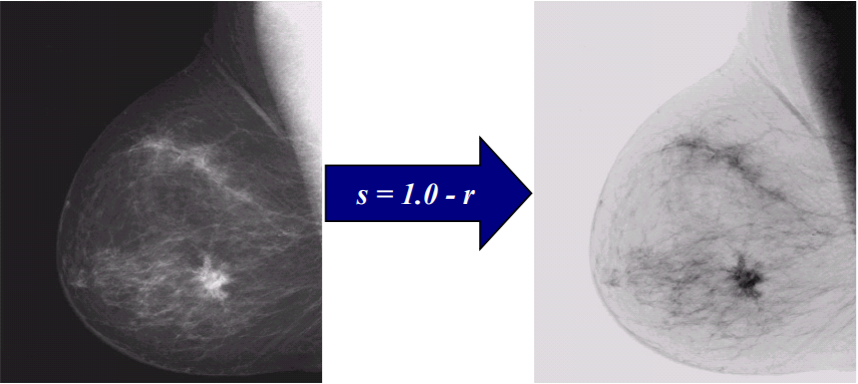 s = 1.0 - r